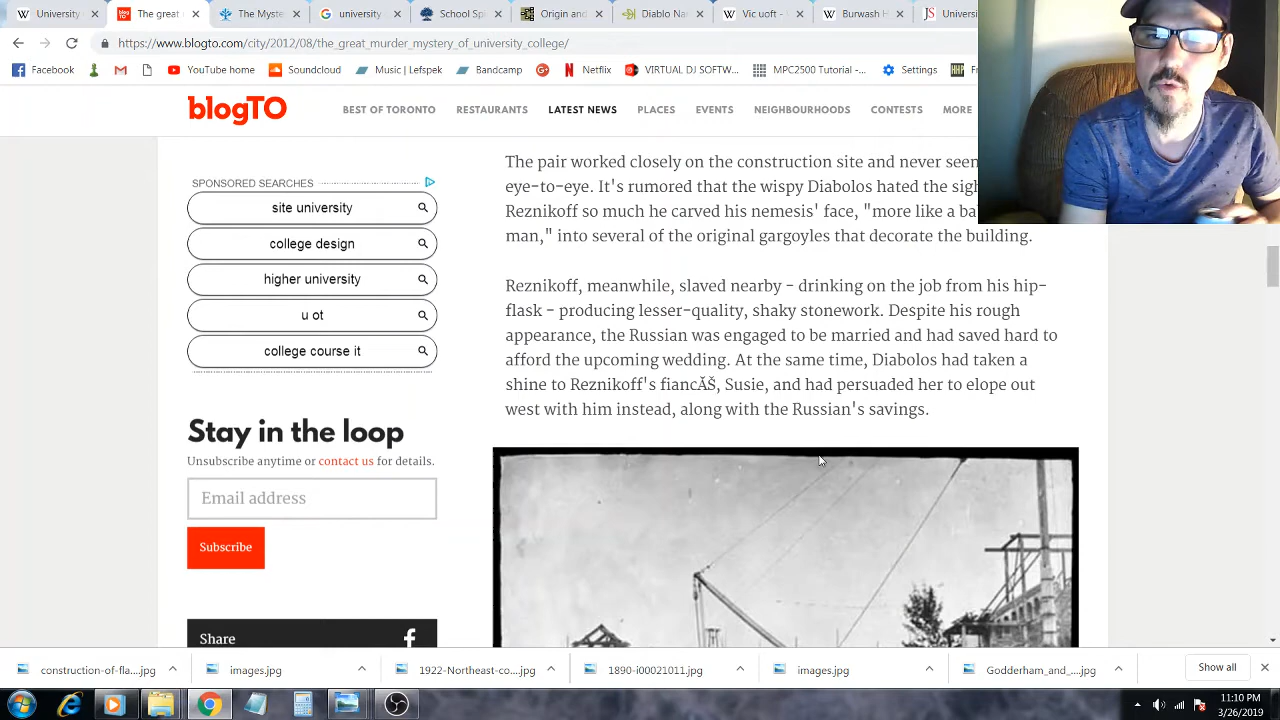 The great
Google
School Sp
Diablo Na
Vic uoft -
Burwash H
Universi
https://www.blogto.com/city/2012/08/the_great_murder_mystery_at_university_college/
Facebook
YouTube home
Soundcloud
Music | Lefspek
Bandcamp
Netflix
VIRTUAL DJ SOFTW...
MPC2500 Tutorial -...
Settings
blogTO
BEST OF TORONTO RESTAURANTS LATEST NEWS PLACES EVENTS NEIGHBOURHOODS CONTESTS MORE
SPONSORED SEARCHES
site university
college design
higher university
u ot
college course it
Stay in the loop
Unsubscribe anytime or contact us for details.
Email address
Subscribe
Share
The pair worked closely on the construction site and never seen
eye-to-eye. It's rumored that the wispy Diabolos hated the sigh
Reznikoff so much he carved his nemesis' face, "more like a ba
man," into several of the original gargoyles that decorate the building.
Reznikoff, meanwhile, slaved nearby - drinking on the job from his hip-
flask - producing lesser-quality, shaky stonework. Despite his rough
appearance, the Russian was engaged to be married and had saved hard to
afford the upcoming wedding. At the same time, Diabolos had taken a
shine to Reznikoff's fiancĂŠ, Susie, and had persuaded her to elope out
west with him instead, along with the Russian's savings.
construction-of-fla....jpg
images.jpg
1922-Northeast-co....jpg
1890-i00021011.jpg
images.jpg
Godderham_and_....jpg
Show all
11:10 PM
3/26/2019